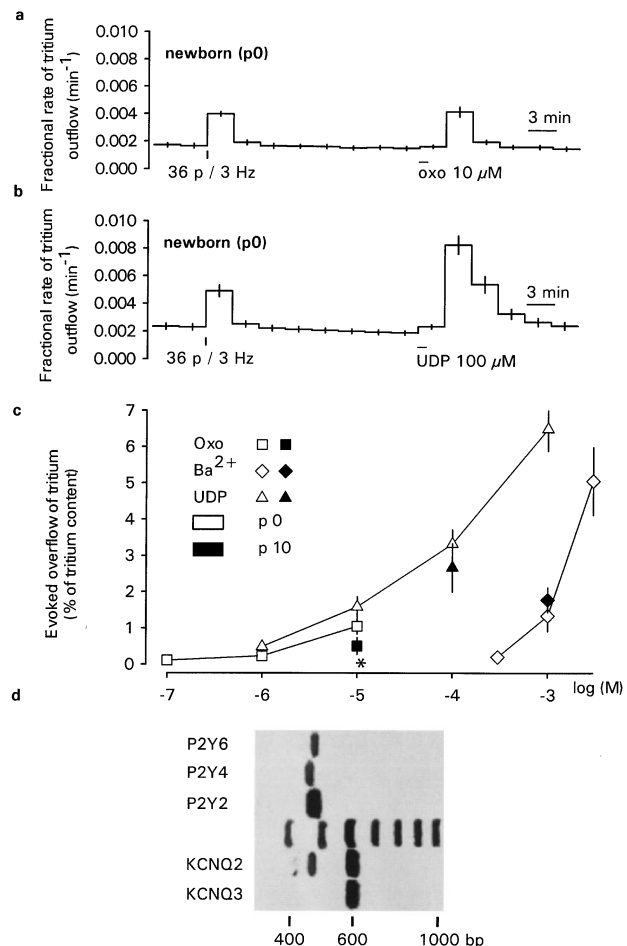 a
Fractional rate of tritium
outflow (min-1)
0.010
0.008
0.006
0.004
0.002
0.000
newborn (p0)
3 min
36 p / 3 Hz
oxo 10 μM
b
Fractional rate of tritium
outflow (min-1)
0.010
0.008
0.006
0.004
0.002
0.000
newborn (p0)
3 min
36 p / 3 Hz
UDP 100 μM
c
Evoked overflow of tritium
(% of tritium content)
7
6
5
4
3
2
1
0
Oxo
Ba2+
UDP
p 0
p 10
*
-7 -6 -5 -4 -3 log (M)
d
P2Y6
P2Y4
P2Y2
KCNQ2
KCNQ3
400 600 1000 bp